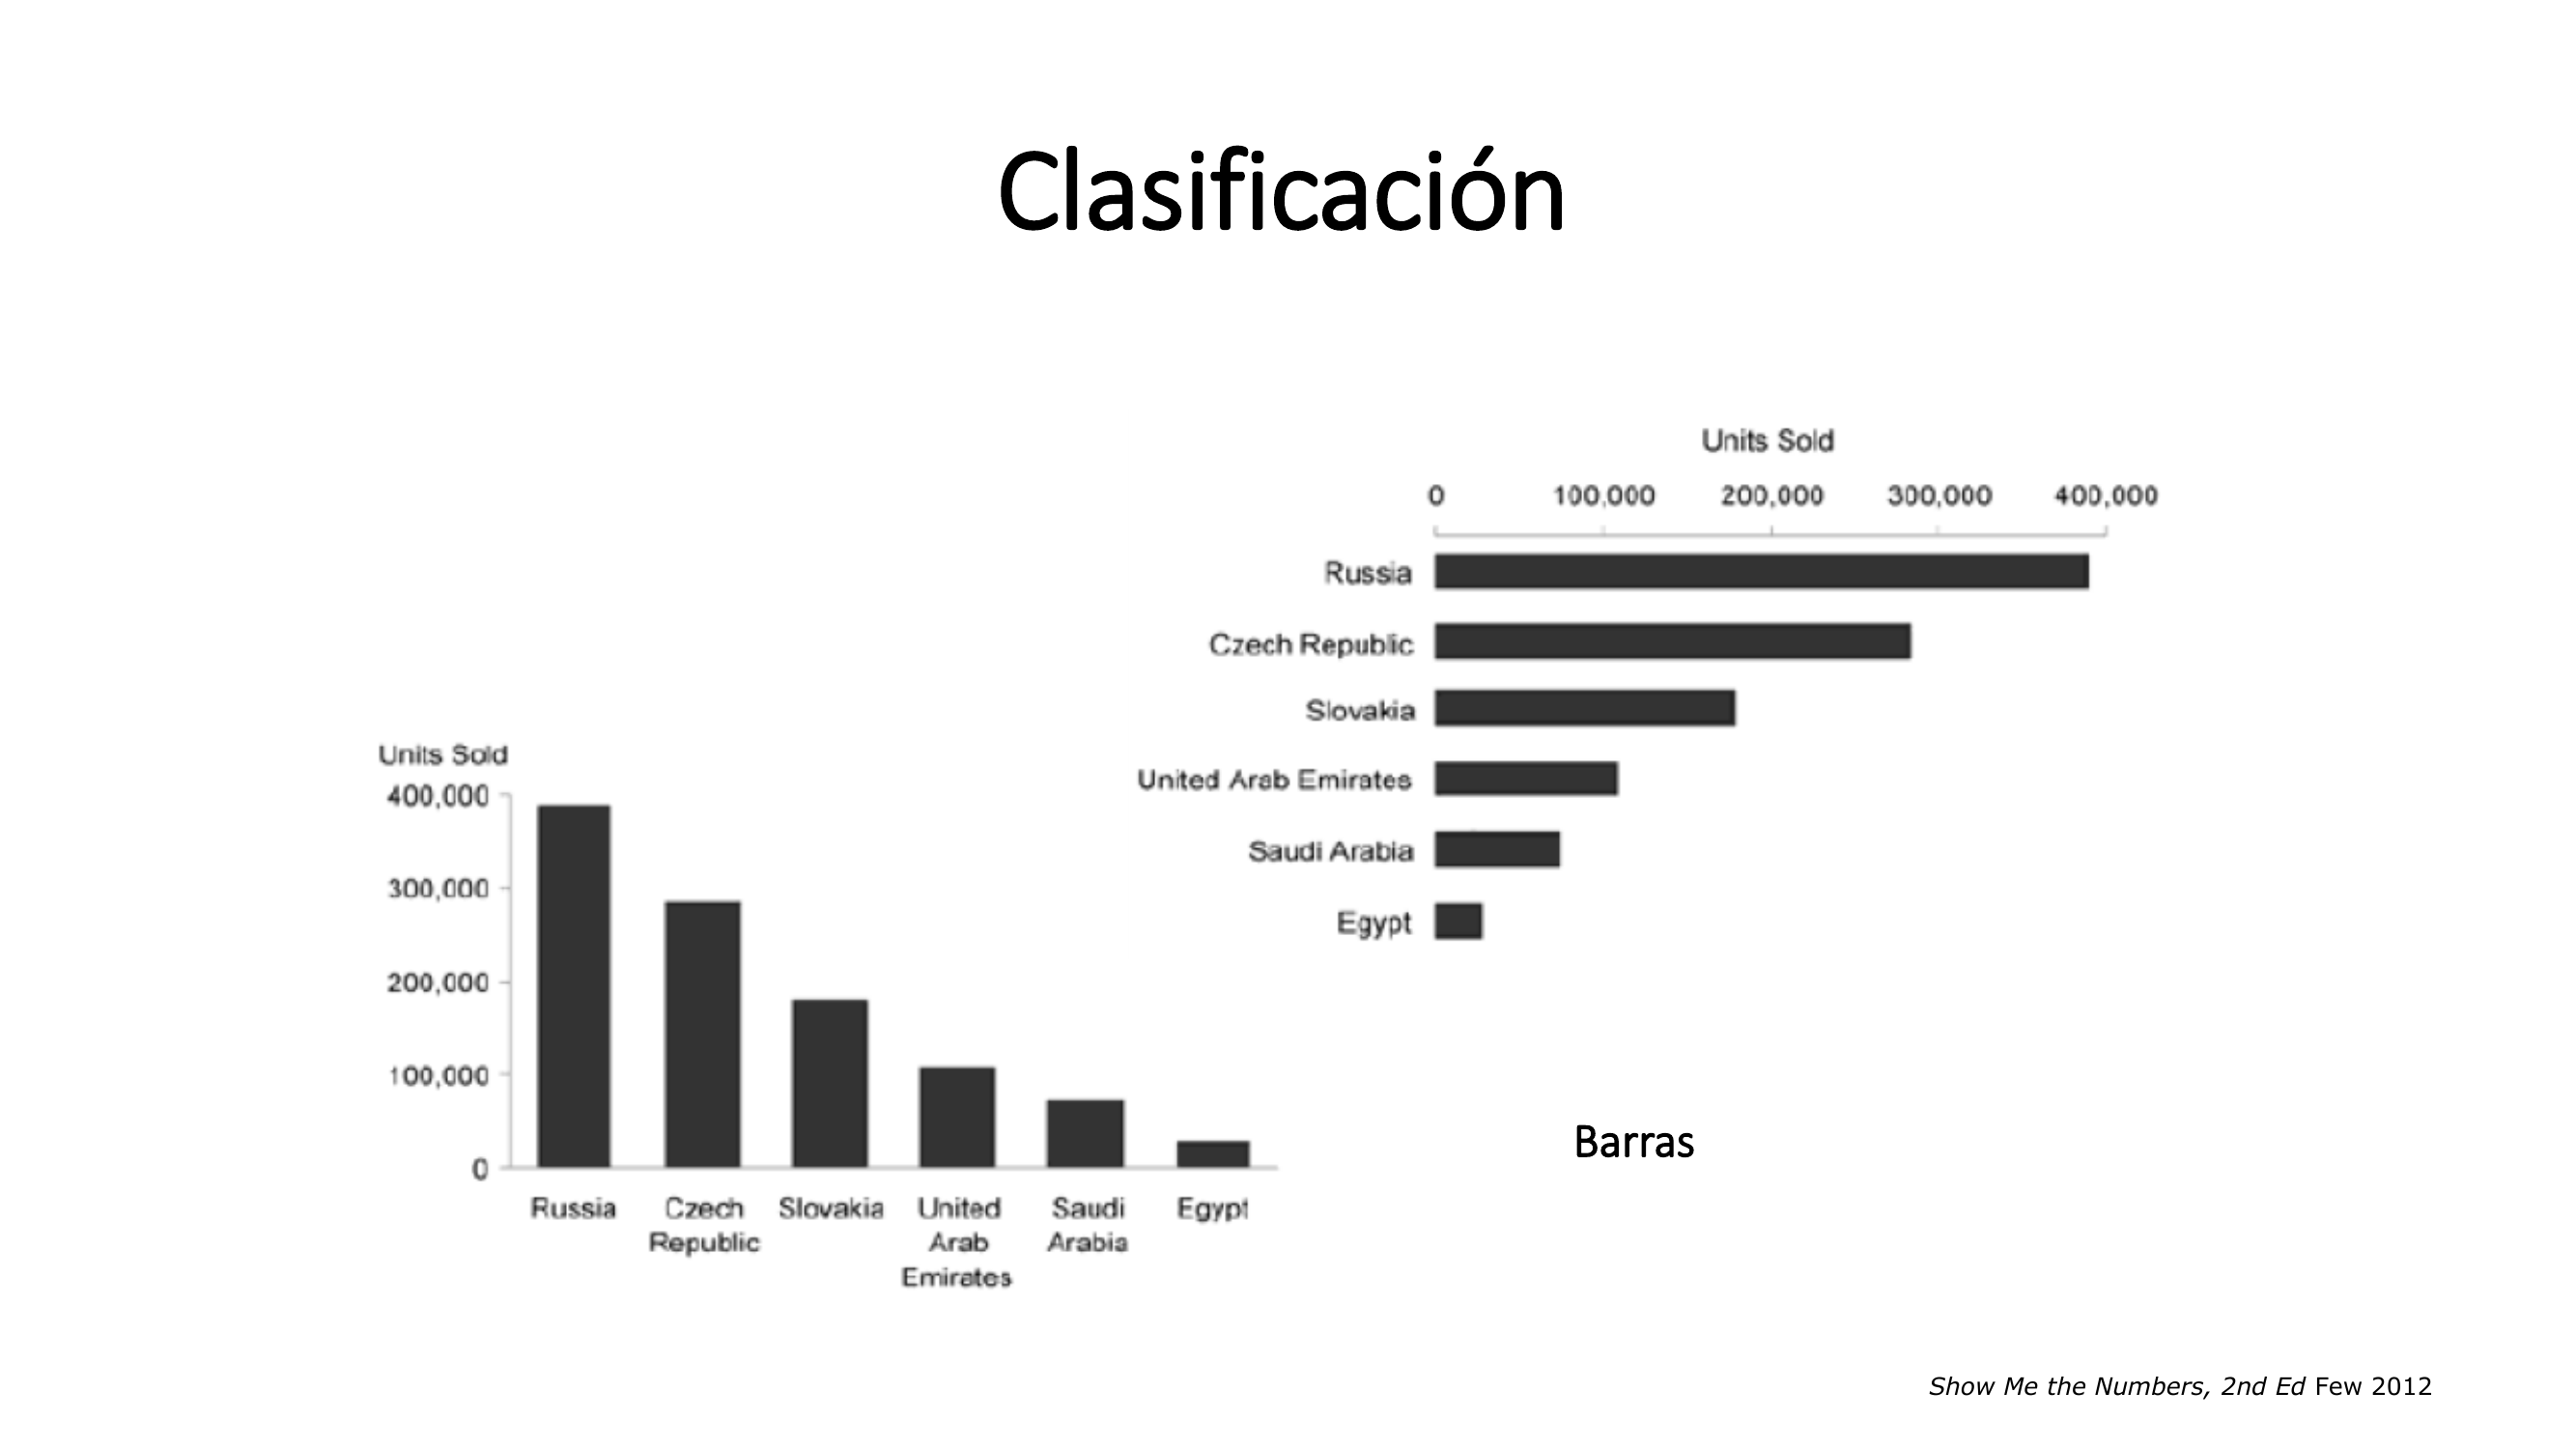 Clasificación
Units Sold
0 100,000 200,000 300,000 400,000
Russia
Czech Republic
Slovakia
United Arab Emirates
Saudi Arabia
Egypt
Units Sold
400,000
300,000
200,000
100,000
0
Russia Czech Slovakia United Saudi Egypt
Republic Arab Arabia
Emirates
Barras
Show Me the Numbers, 2nd Ed Few 2012